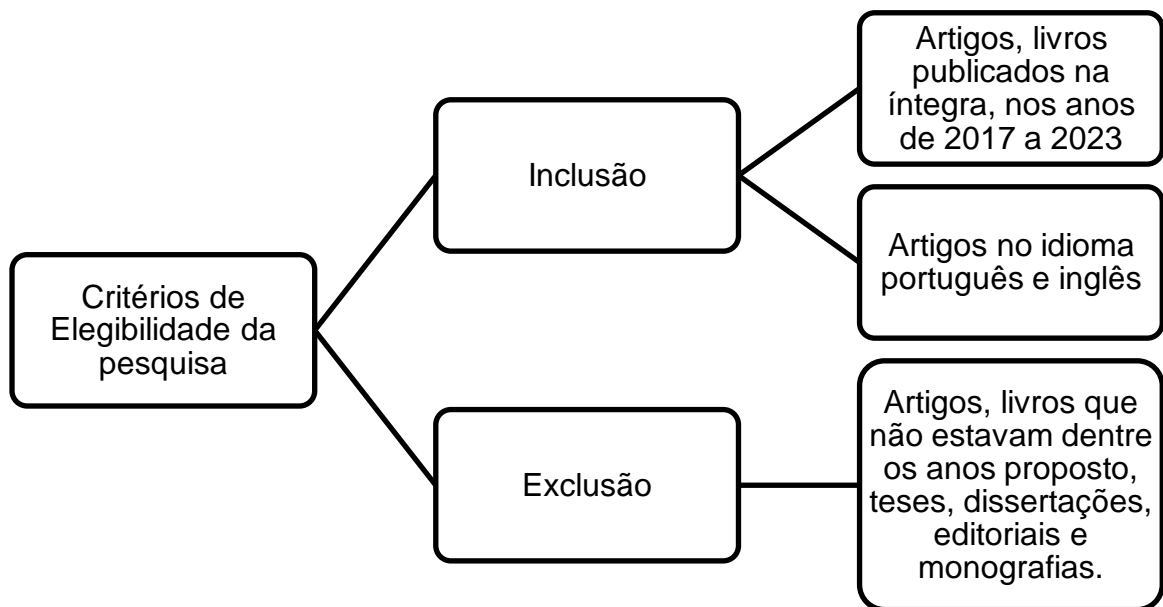 Critérios de
Elegibilidade da
pesquisa
Inclusão
Artigos, livros
publicados na
íntegra, nos anos
de 2017 a 2023
Artigos no idioma
português e inglês
Exclusão
Artigos, livros que
não estavam dentre
os anos proposto,
teses, dissertações,
editoriais e
monografias.